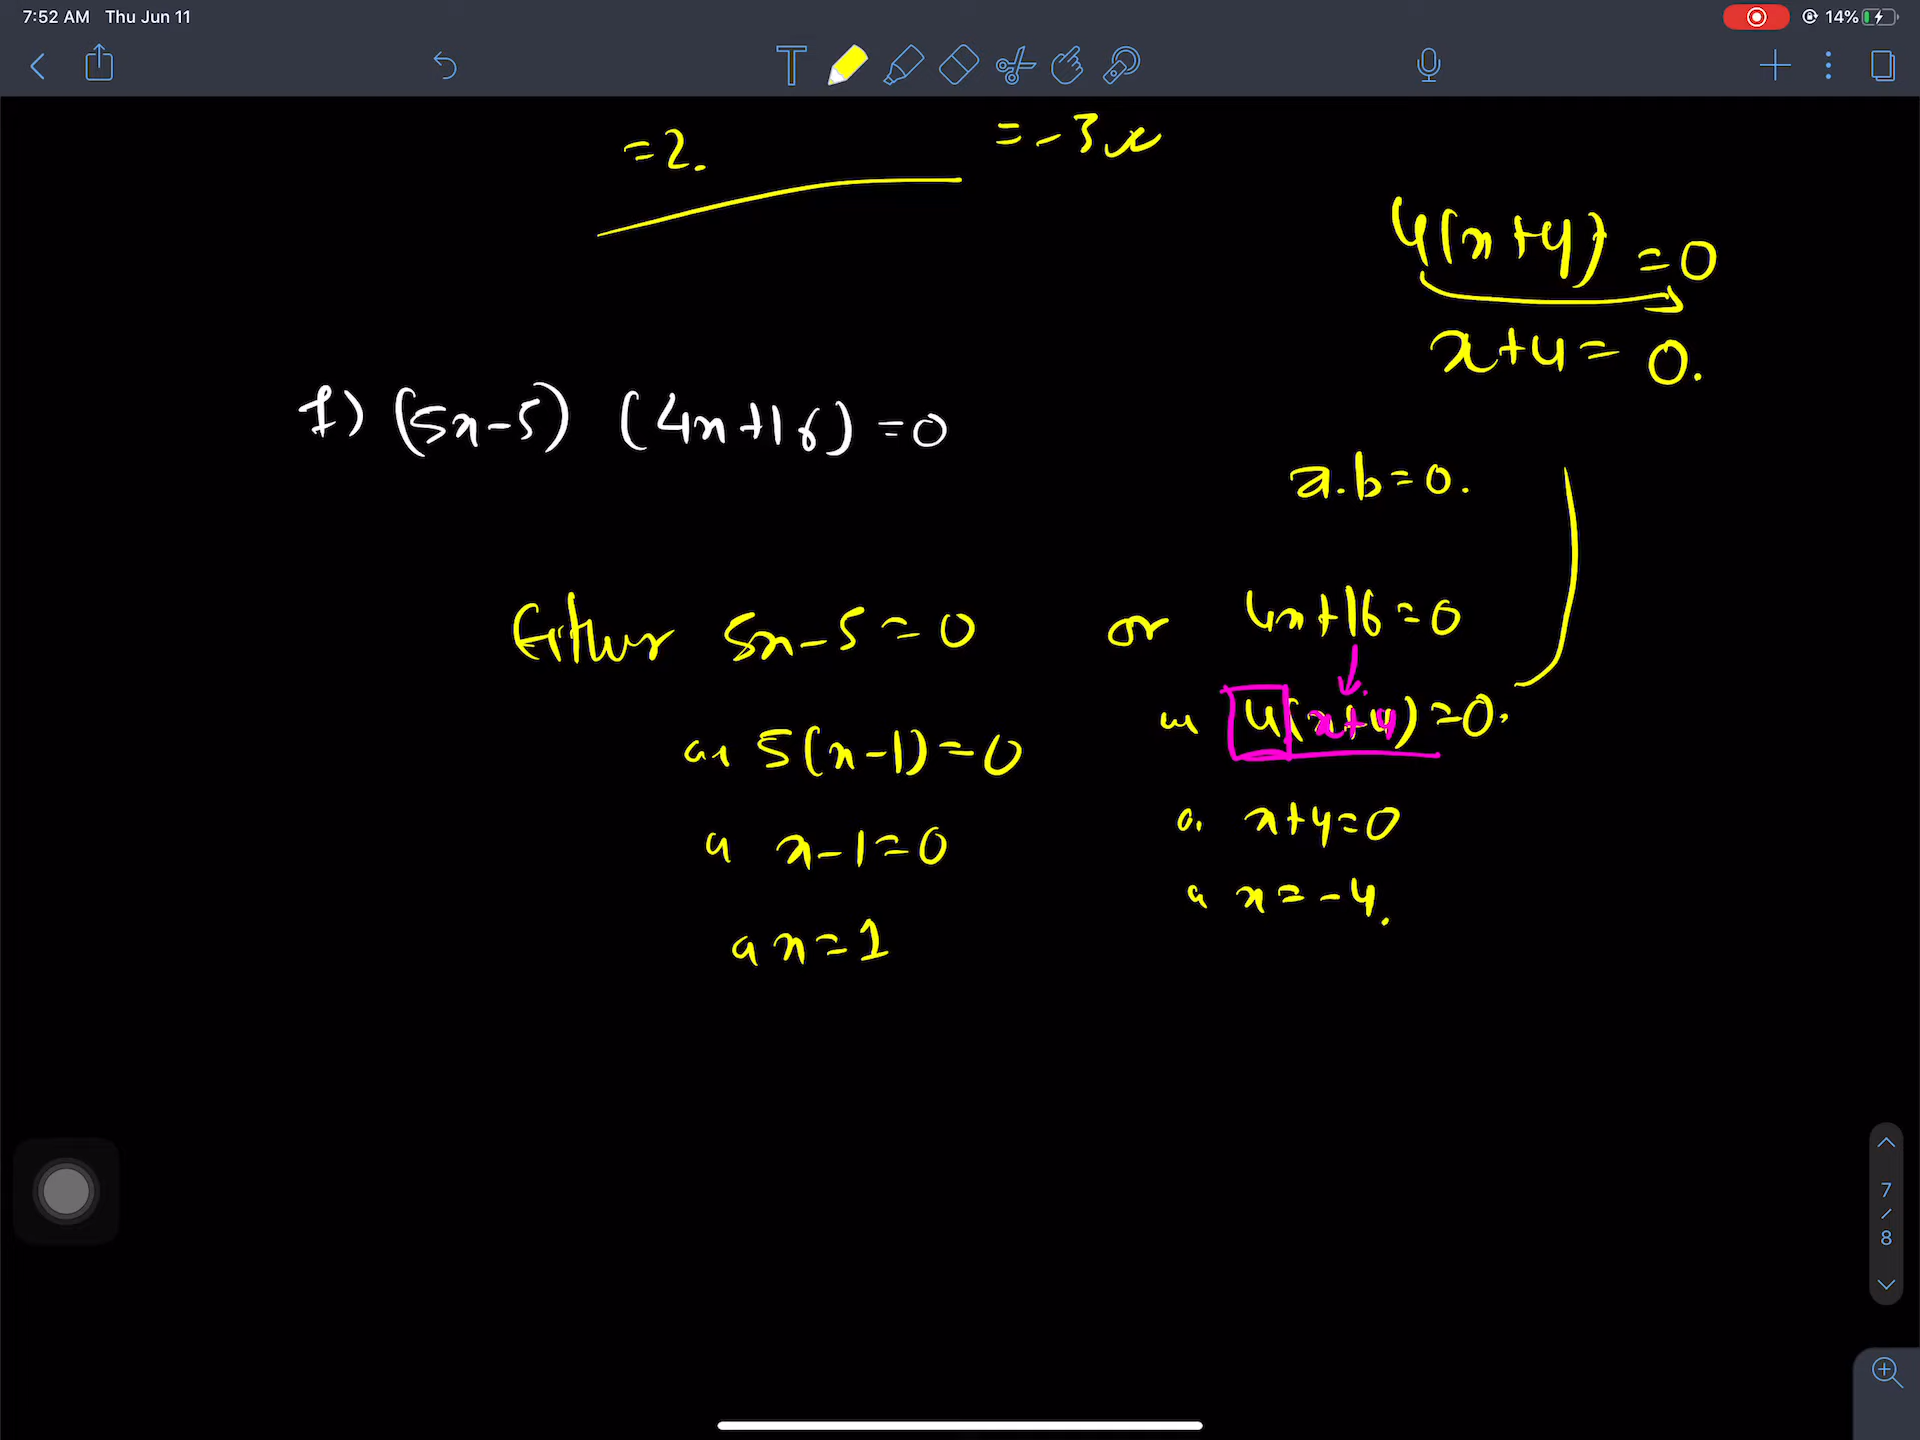 7:52 AM Thu Jun 11
14%
=2.
=-3x
4(x+4)=0
x+4=0.
1) (5x-5) (4x+16)=0
a.b=0.
Either 5x-5=0 or 4x+16=0
5(x-1)=0
4(x+4)=0.
x-1=0
x+4=0
x=1
x=-4.
7
/
8